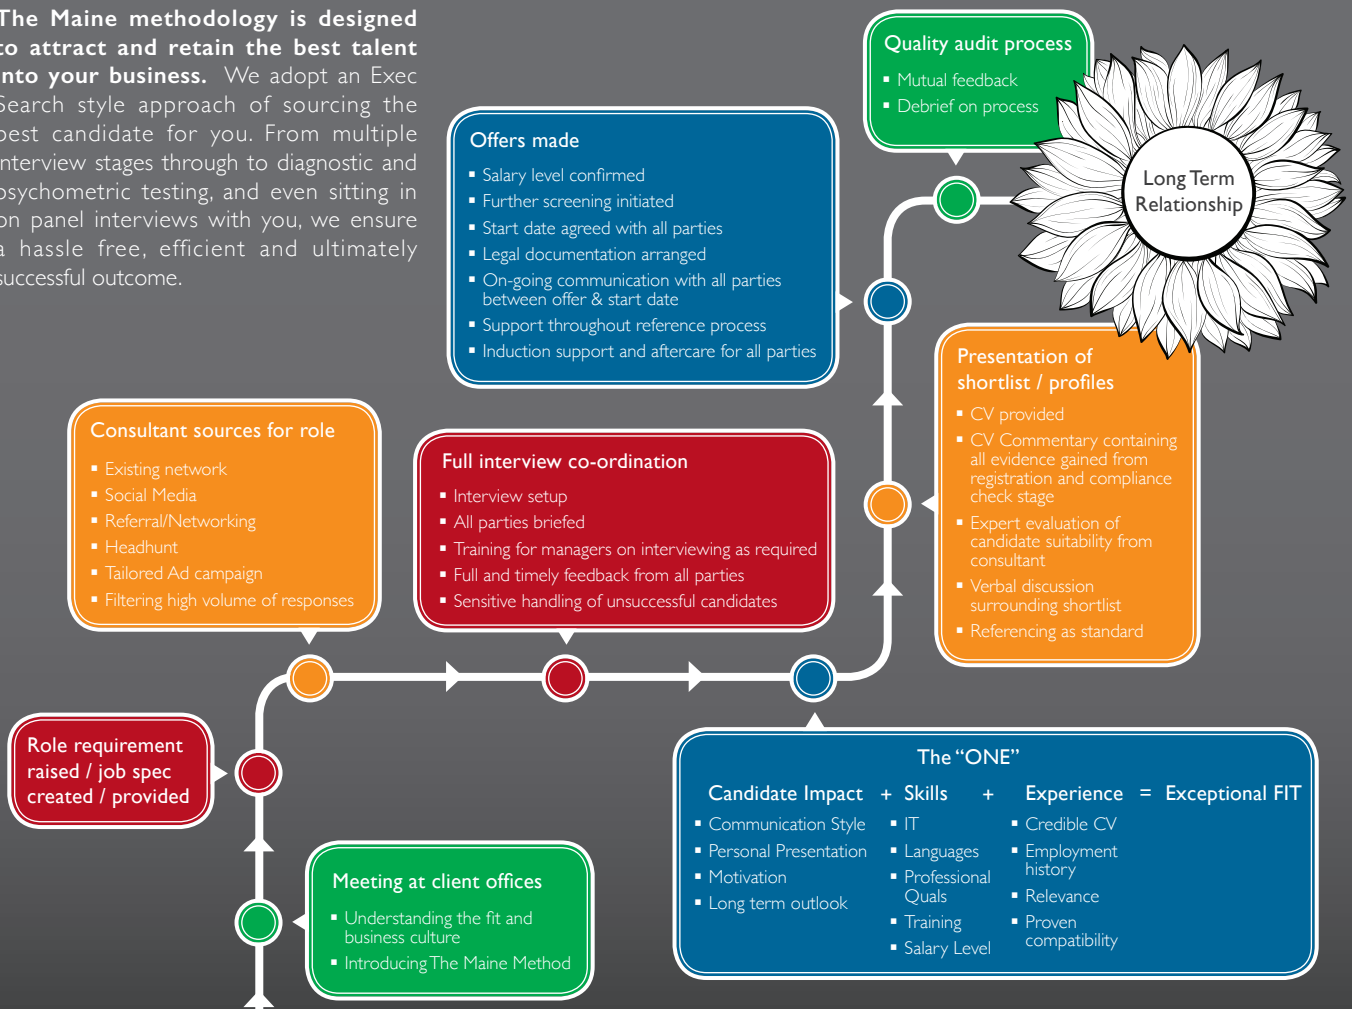 The Maine methodology is designed
to attract and retain the best talent
nto your business. We adopt an Exec
Search style approach of sourcing the
best candidate for you. From multiple
nterview stages through to diagnostic and
psychometric testing, and even sitting in
on panel interviews with you, we ensure
a hassle free, efficient and ultimately
successful outcome.
Quality audit process
▪ Mutual feedback
▪ Debrief on process
Long Term
Relationship
Offers made
▪ Salary level confirmed
▪ Further screening initiated
▪ Start date agreed with all parties
▪ Legal documentation arranged
▪ On-going communication with all parties
between offer & start date
▪ Support throughout reference process
▪ Induction support and aftercare for all parties
Presentation of
shortlist / profiles
▪ CV provided
▪ CV Commentary containing
all evidence gained from
registration and compliance
check stage
▪ Expert evaluation of
candidate suitability from
consultant
▪ Verbal discussion
surrounding shortlist
▪ Referencing as standard
Consultant sources for role
▪ Existing network
▪ Social Media
▪ Referral/Networking
▪ Headhunt
▪ Tailored Ad campaign
▪ Filtering high volume of responses
Full interview co-ordination
▪ Interview setup
▪ All parties briefed
▪ Training for managers on interviewing as required
▪ Full and timely feedback from all parties
▪ Sensitive handling of unsuccessful candidates
Role requirement
raised / job spec
created / provided
The “ONE”
Candidate Impact + Skills + Experience = Exceptional FIT
▪ Communication Style
▪ Personal Presentation
▪ Motivation
▪ Long term outlook
▪ IT
▪ Languages
▪ Professional
Quals
▪ Training
▪ Salary Level
▪ Credible CV
▪ Employment
history
▪ Relevance
▪ Proven
compatibility
Meeting at client offices
▪ Understanding the fit and
business culture
▪ Introducing The Maine Method